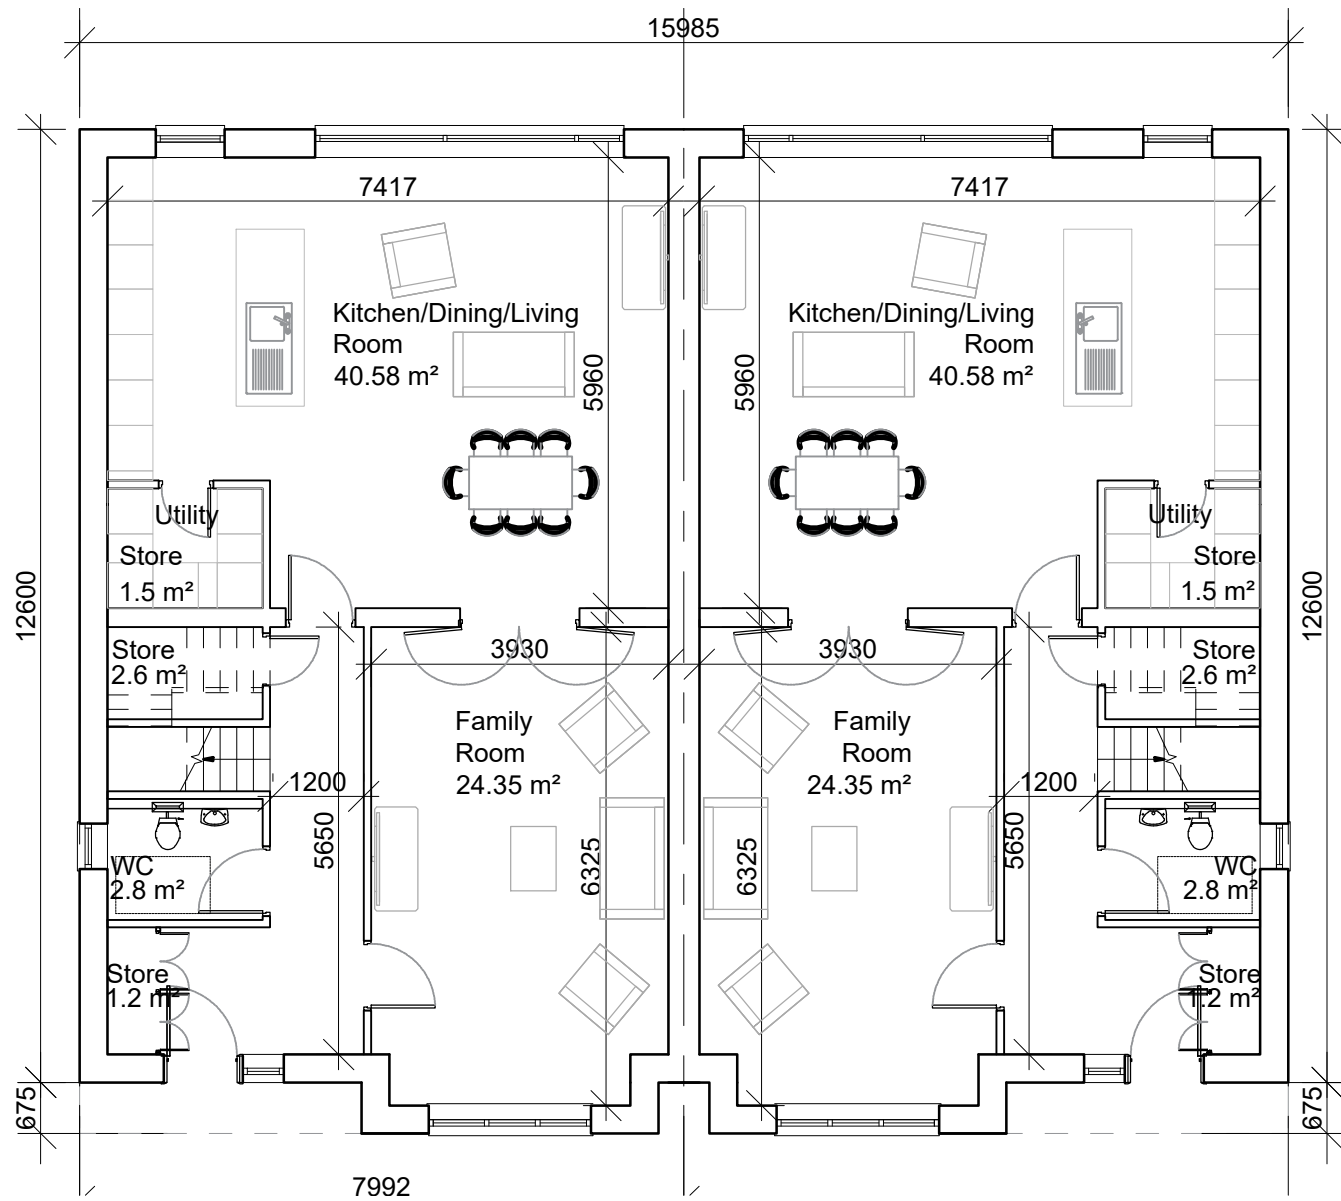 15985
7417
7417
Kitchen/Dining/Living
Room
40.58 m²
Kitchen/Dining/Living
Room
40.58 m²
5960
5960
Utility
Store
1.5 m²
Utility
Store
1.5 m²
12600
12600
Store
2.6 m²
3930
3930
Store
2.6 m²
Family
Room
24.35 m²
Family
Room
24.35 m²
1200
1200
5650
6325
6325
5650
WC
2.8 m²
WC
2.8 m²
Store
1.2 m²
Store
1.2 m²
675
675
7992